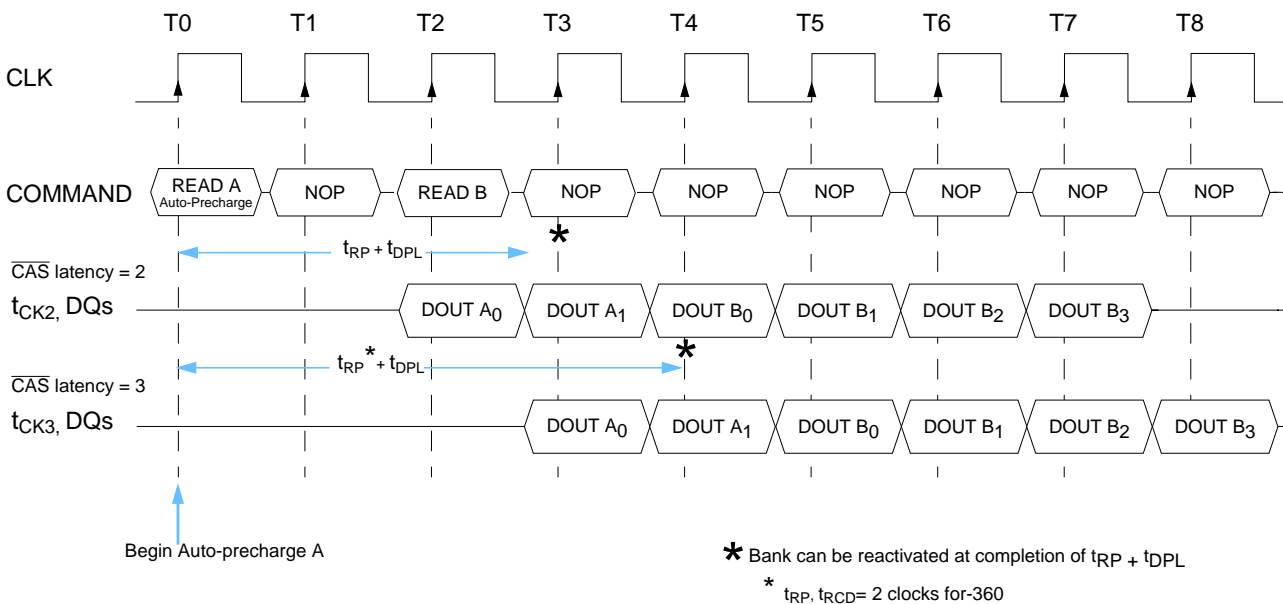 T0 T1 T2 T3 T4 T5 T6 T7 T8
CLK
COMMAND
READ A
Auto-Precharge
NOP
READ B
NOP
NOP
NOP
NOP
NOP
NOP
*
tRP + tDPL
CAS latency = 2
tCK2, DQs
DOUT A0 DOUT A1 DOUT B0 DOUT B1 DOUT B2 DOUT B3
*
tRP* + tDPL
CAS latency = 3
tCK3, DQs
DOUT A0 DOUT A1 DOUT B0 DOUT B1 DOUT B2 DOUT B3
Begin Auto-precharge A
* Bank can be reactivated at completion of tRP + tDPL
* tRP, tRCD= 2 clocks for-360